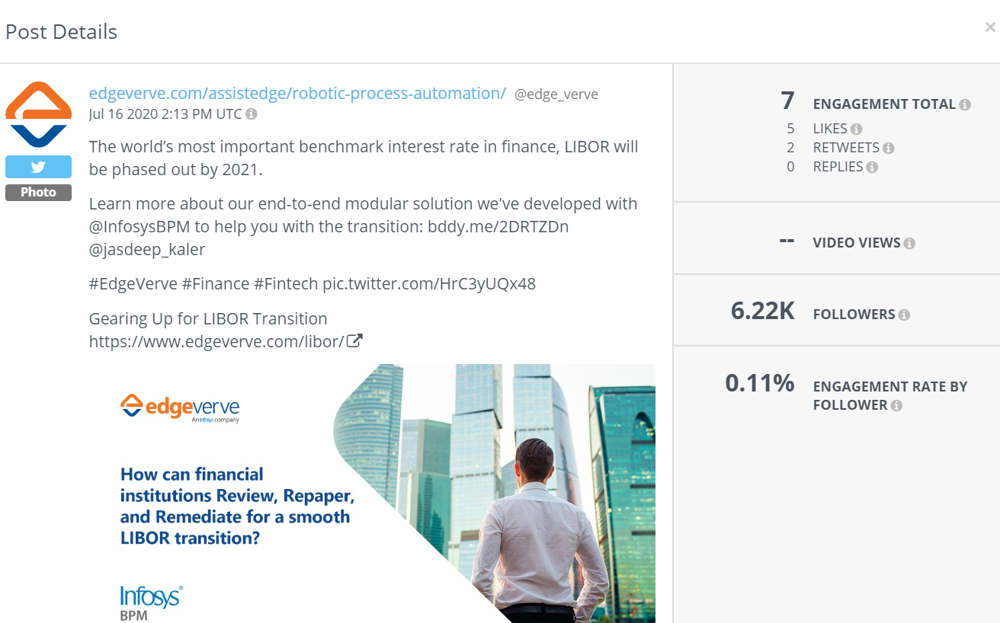 Post Details
×
edgeverve.com/assistedge/robotic-process-automation/ @edge_verve
Jul 16 2020 2:13 PM UTC
Photo
The world’s most important benchmark interest rate in finance, LIBOR will
be phased out by 2021.
Learn more about our end-to-end modular solution we've developed with
@InfosysBPM to help you with the transition: bddy.me/2DRTZDn
@jasdeep_kaler
#EdgeVerve #Finance #Fintech pic.twitter.com/HrC3yUQx48
Gearing Up for LIBOR Transition
https://www.edgeverve.com/libor/
edgeverve
An Infosys company
How can financial
institutions Review, Repaper,
and Remediate for a smooth
LIBOR transition?
Infosys®
BPM
7 ENGAGEMENT TOTAL
5 LIKES
2 RETWEETS
0 REPLIES
-- VIDEO VIEWS
6.22K FOLLOWERS
0.11% ENGAGEMENT RATE BY
FOLLOWER